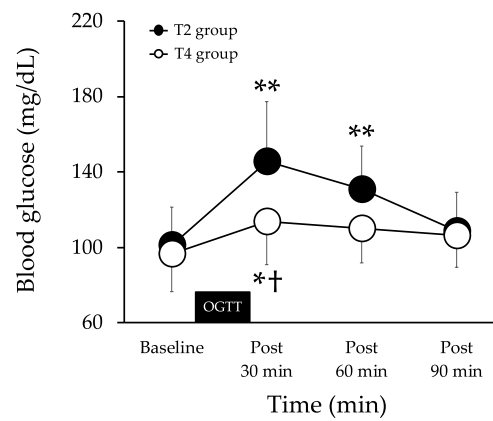 220
180
140
100
60
Blood glucose (mg/dL)
T2 group
T4 group
**
**
*†
OGTT
Baseline
Post
30 min
Post
60 min
Post
90 min
Time (min)